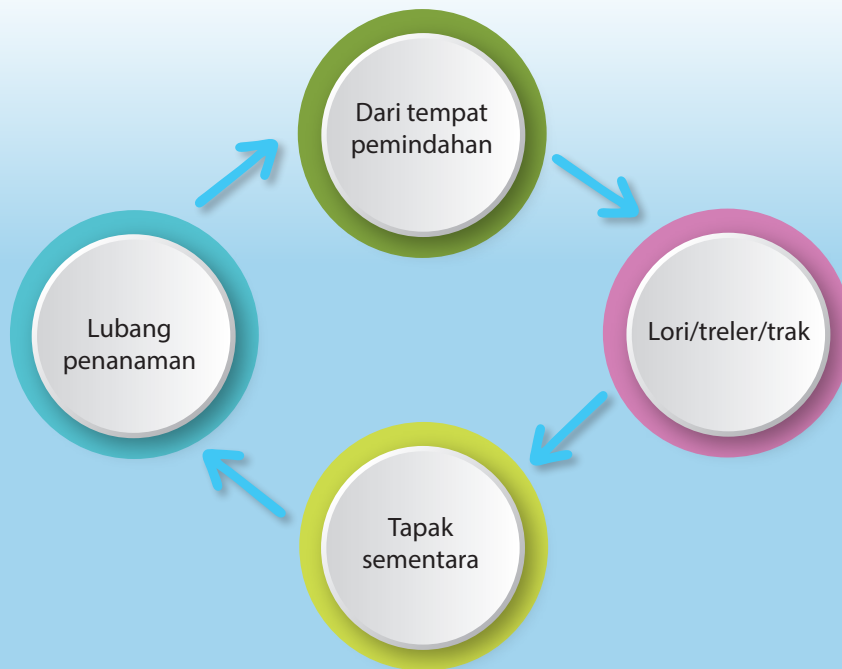 Dari tempat
pemindahan
Lori/treler/trak
Tapak
sementara
Lubang
penanaman